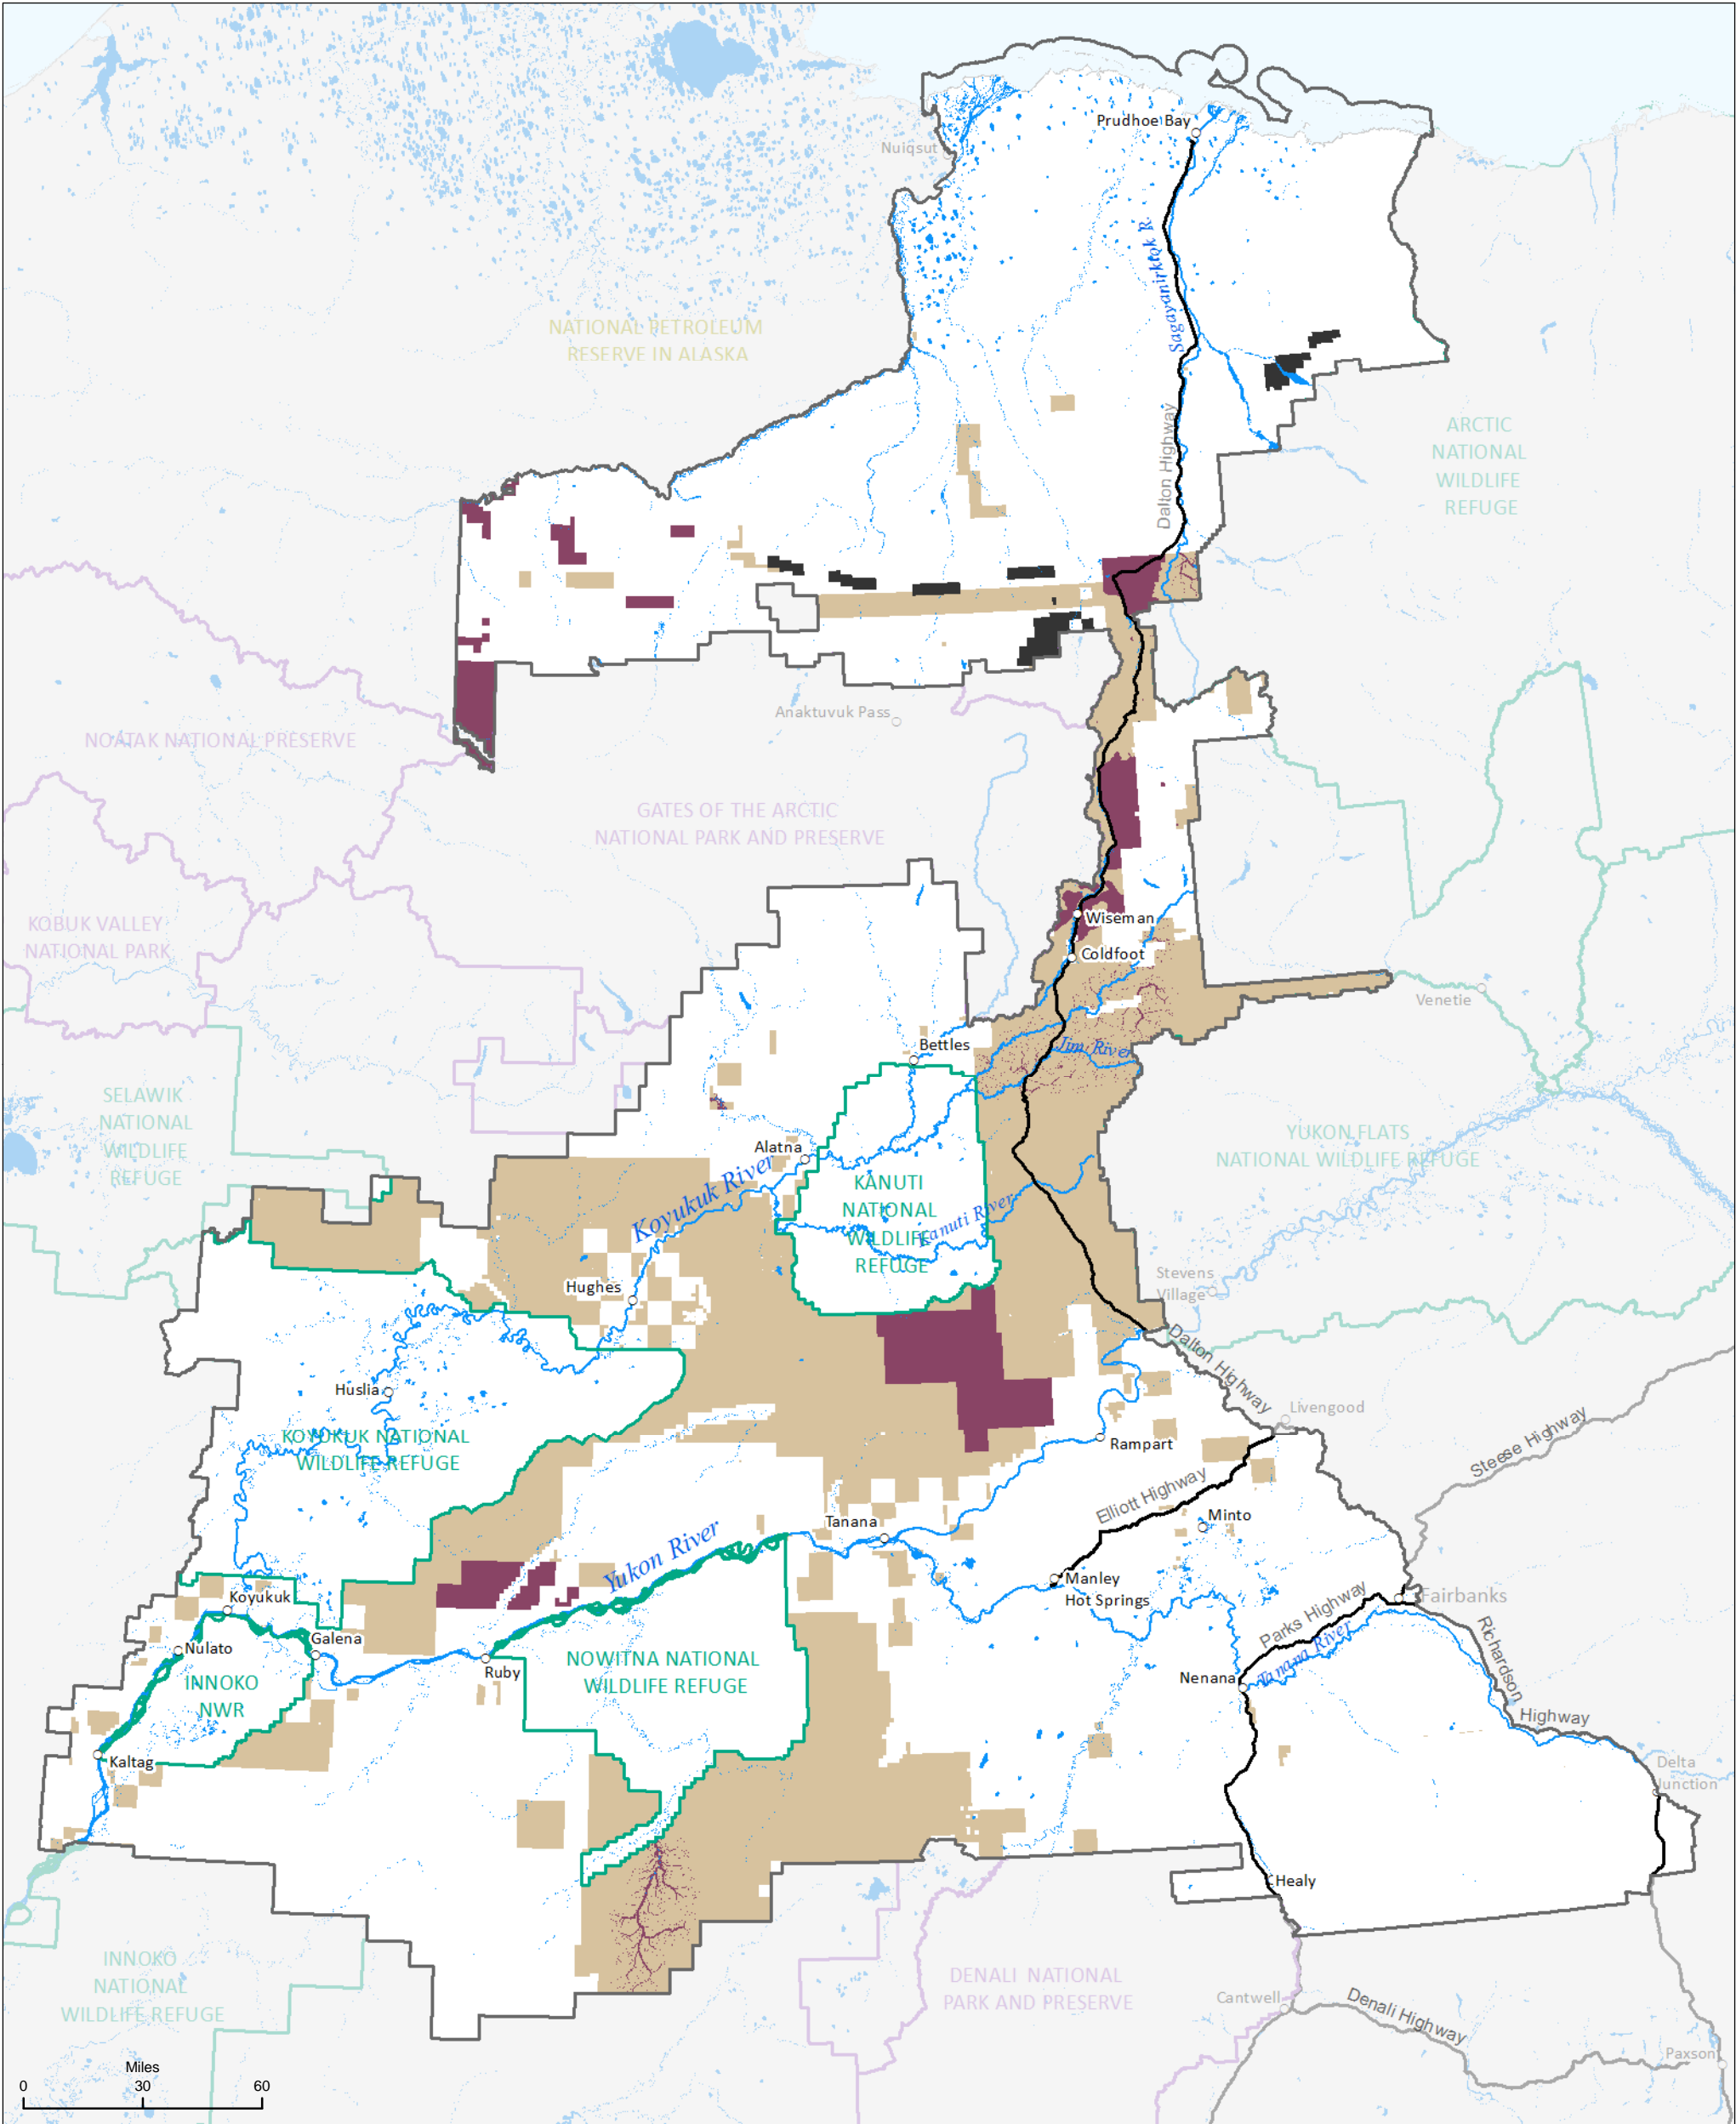 Prudhoe Bay
Nuiqsut
Sagavanirktok R.
NATIONAL PETROLEUM
RESERVE IN ALASKA
Dalton Highway
ARCTIC
NATIONAL
WILDLIFE
REFUGE
Anaktuvuk Pass
NOATAK NATIONAL PRESERVE
GATES OF THE ARCTIC
NATIONAL PARK AND PRESERVE
KOBUK VALLEY
NATIONAL PARK
Wiseman
Coldfoot
Venetie
Bettles
Jim River
SELAWIK
NATIONAL
WILDLIFE
REFUGE
YUKON FLATS
NATIONAL WILDLIFE REFUGE
Alatna
Koyukuk River
KANUTI
NATIONAL
WILDLIFE
REFUGE
Kanuti River
Hughes
Stevens
Village
Dalton Highway
Huslia
Livengood
KOYUKUK NATIONAL
WILDLIFE REFUGE
Rampart
Steese Highway
Elliott Highway
Minto
Tanana
Yukon River
Manley
Hot Springs
Koyukuk
Parks Highway
Fairbanks
Nulato
Galena
Ruby
NOWITNA NATIONAL
WILDLIFE REFUGE
Tanana River
Richardson
Highway
INNOKO
NWR
Nenana
Kaltag
Delta
Junction
Healy
INNOKO
NATIONAL
WILDLIFE REFUGE
DENALI NATIONAL
PARK AND PRESERVE
Cantwell
Denali Highway
Paxson
Miles
0 30 60